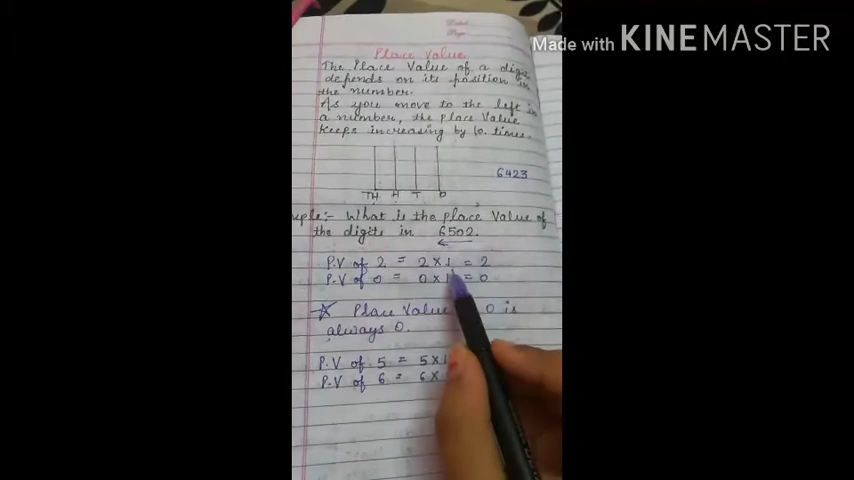 Made with KINEMASTER
Place Value
The Place Value of a digit
depends on its position in
the number.
As you move to the left in
a number, the place Value
keeps increasing by 10 times.
6423
TH H T O
What is the place Value of
the digits in 6502.
P.V of 2 = 2×1 = 2
P.V of 0 = 0×1 = 0
Place Value 0 is
always 0.
P.V of 5 = 5×1
P.V of 6 = 6×